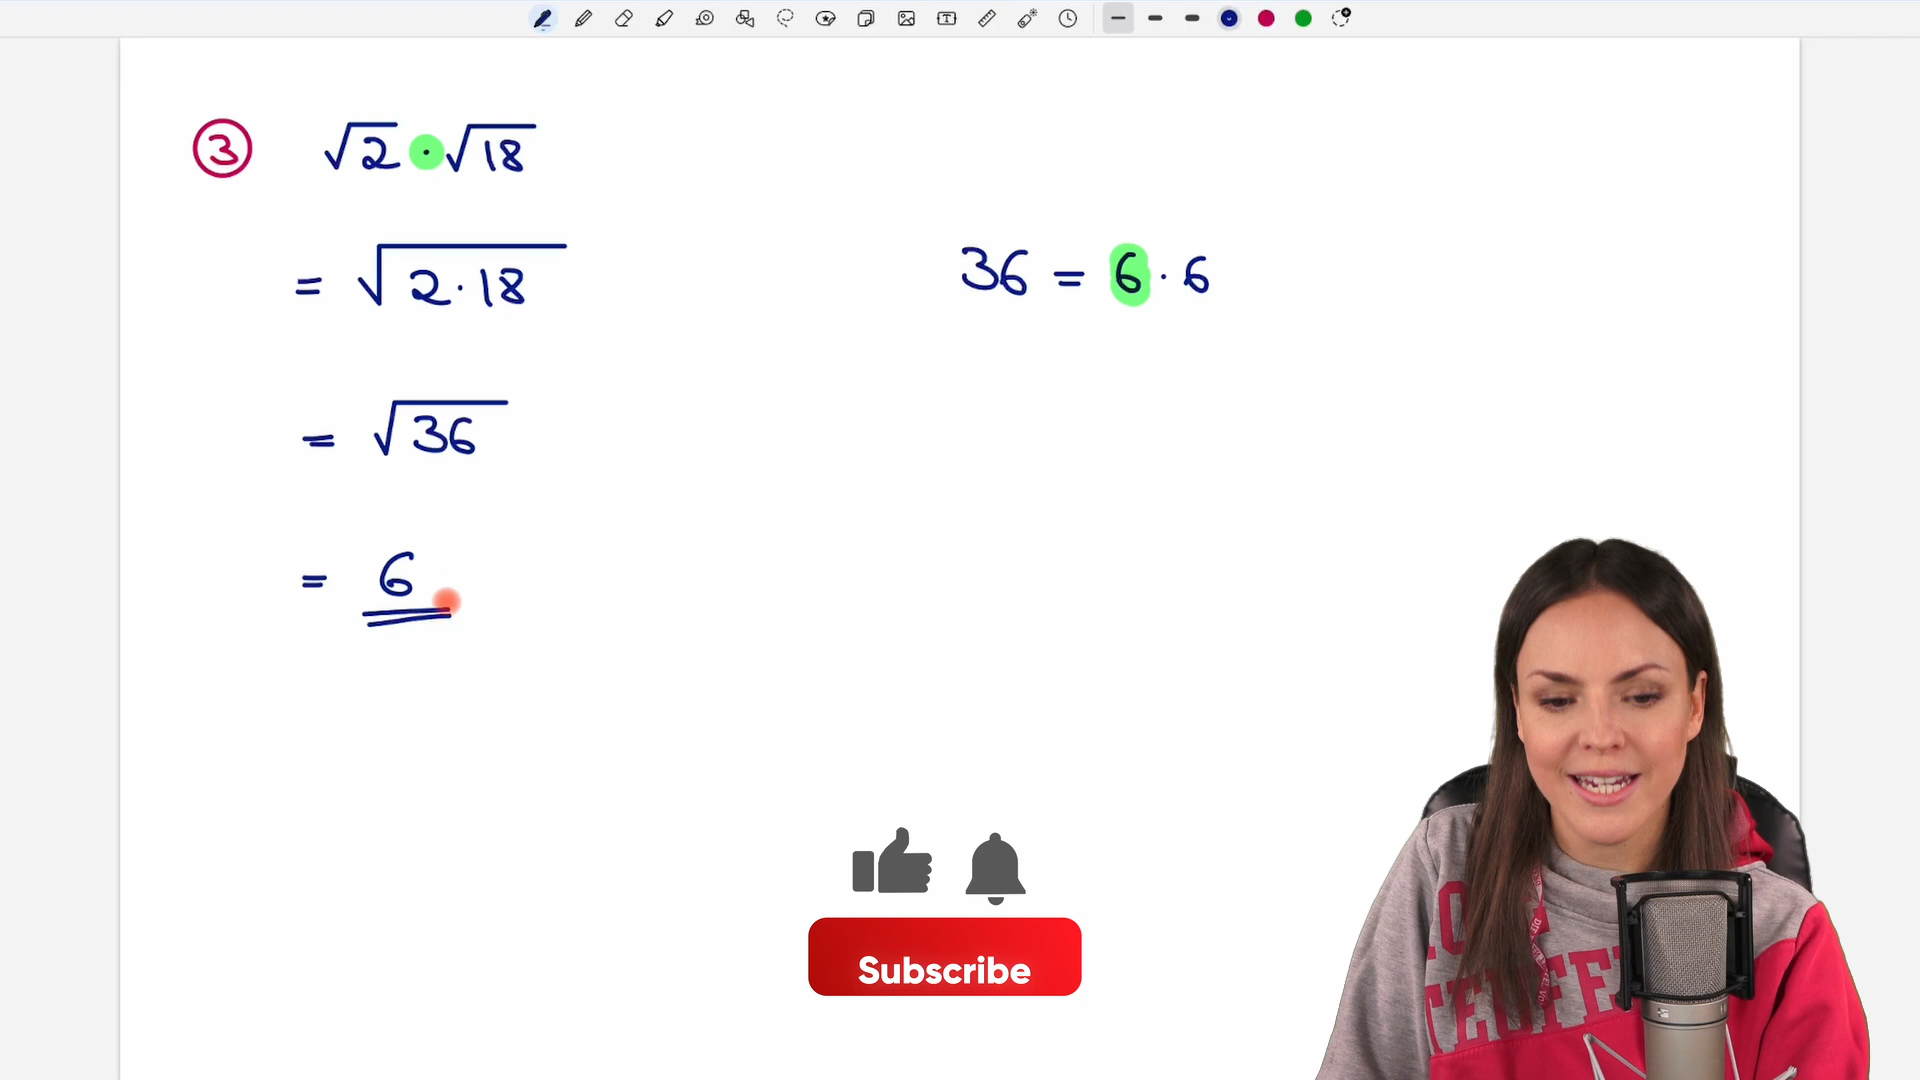 ③ √2 · √18
= √2·18
36 = 6 · 6
= √36
= 6
Subscribe